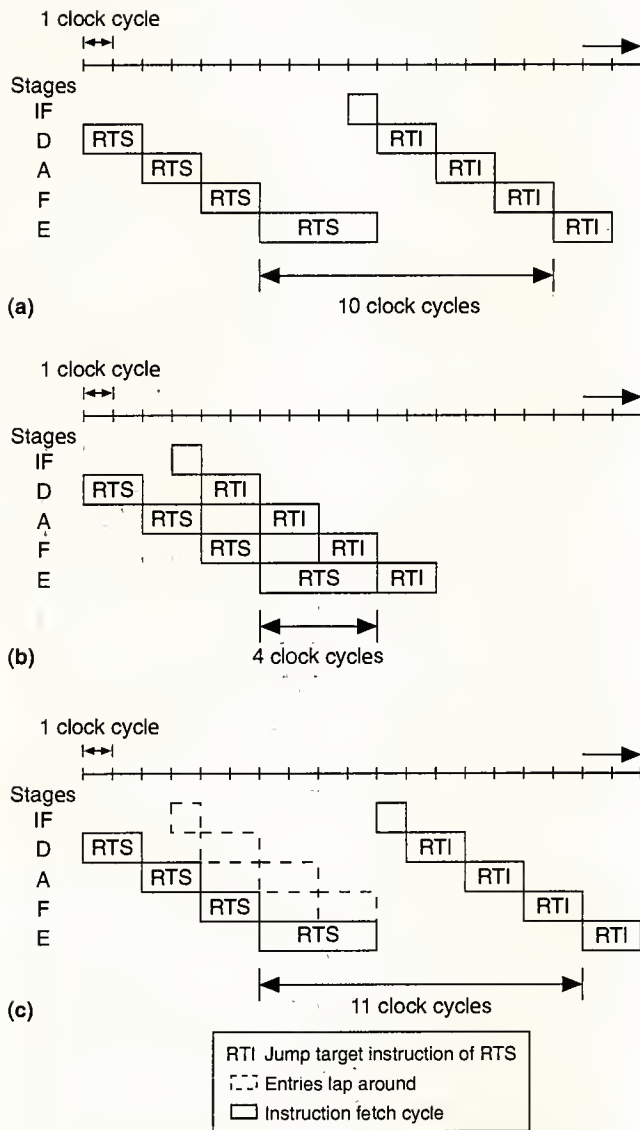 1 clock cycle
Stages
IF
D RTS RTI
A RTS RTI
F RTS RTI
E RTS RTI
10 clock cycles
(a)
1 clock cycle
Stages
IF
D RTS RTI
A RTS RTI
F RTS RTI
E RTS RTI
4 clock cycles
(b)
1 clock cycle
Stages
IF
D RTS RTI
A RTS RTI
F RTS RTI
E RTS RTI
11 clock cycles
(c)
RTI Jump target instruction of RTS
Entries lap around
Instruction fetch cycle